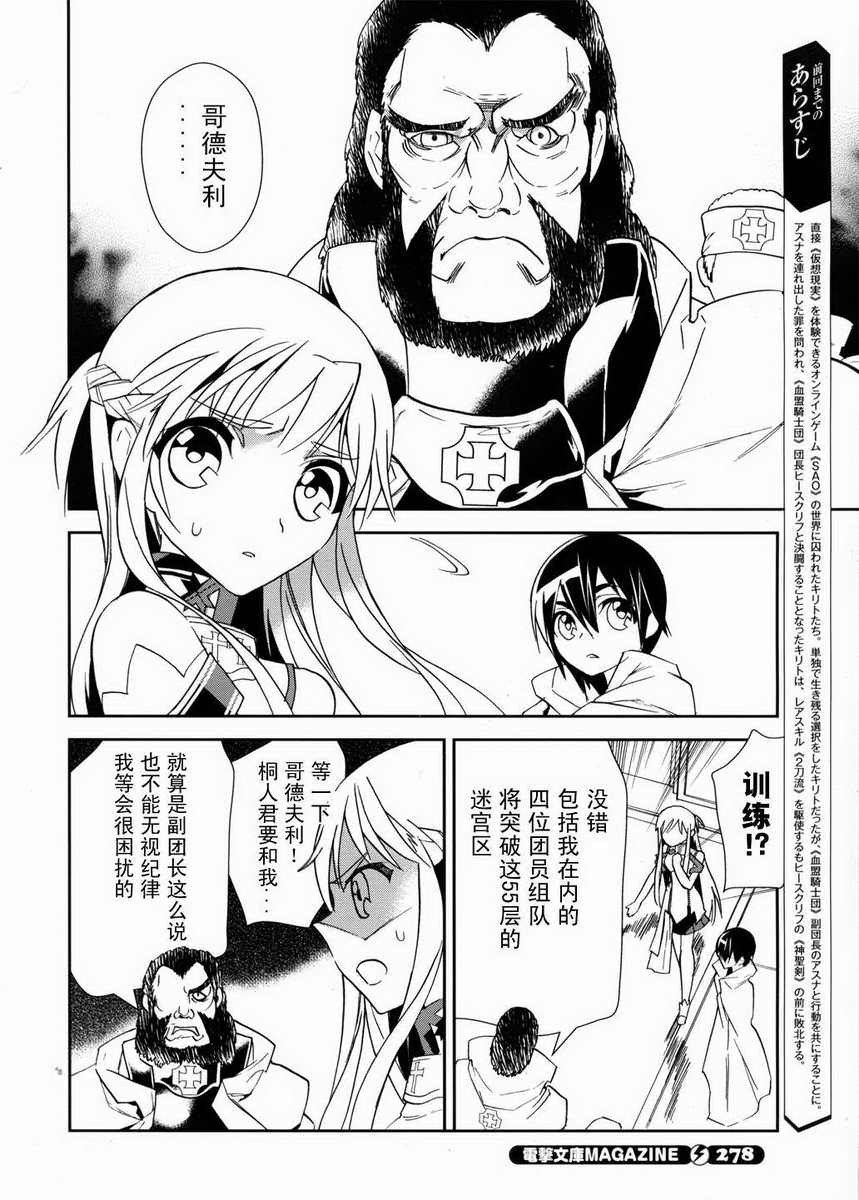 前回までの
あらすじ
直接《仮想現実》を体験できるオンラインゲーム《SAO》の世界に囚われたキリトたち。単独で生き残る選択をしたキリトだったが、《血盟騎士団》副団長のアスナと行動を共にすることに。
アスナを連れ出した罪を問われ、《血盟騎士団》団長ヒースクリフと決闘することとなったキリトは、レアスキル《2刀流》を駆使するもヒースクリフの《神聖剣》の前に敗北する。
哥德夫利
.......
训练!?
没错
包括我在内的
四位团员组队
将突破这55层的
迷宫区
等一下
哥德夫利!
桐人君要和我...
就算是副团长这么说
也不能无视纪律
我等会很困扰的
電撃文庫MAGAZINE 278